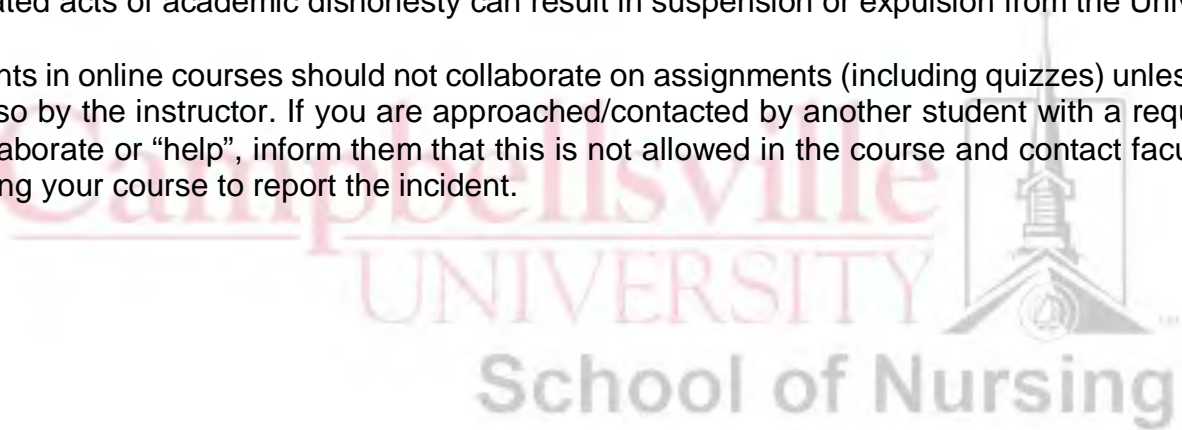 ated acts of academic dishonesty can result in suspension or expulsion from the Univ
nts in online courses should not collaborate on assignments (including quizzes) unles
so by the instructor. If you are approached/contacted by another student with a requ
aborate or “help”, inform them that this is not allowed in the course and contact facu
ng your course to report the incident.
Campbellsville
UNIVERSITY
School of Nursing